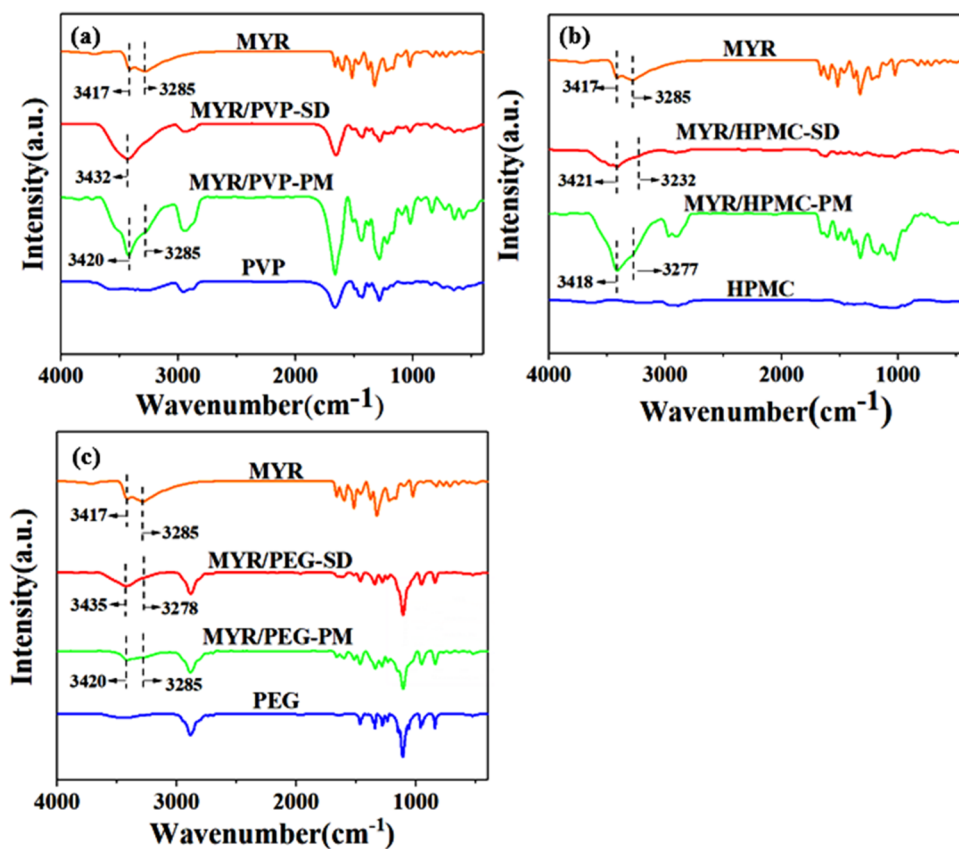 (a)
MYR
3417
3285
MYR/PVP-SD
3432
MYR/PVP-PM
3420
3285
PVP
Intensity(a.u.)
4000 3000 2000 1000
Wavenumber(cm⁻¹)
(b)
MYR
3417
3285
MYR/HPMC-SD
3421
3232
MYR/HPMC-PM
3277
3418
HPMC
Intensity(a.u.)
4000 3000 2000 1000
Wavenumber(cm⁻¹)
(c)
MYR
3417
3285
MYR/PEG-SD
3435
3278
MYR/PEG-PM
3420
3285
PEG
Intensity(a.u.)
4000 3000 2000 1000
Wavenumber(cm⁻¹)